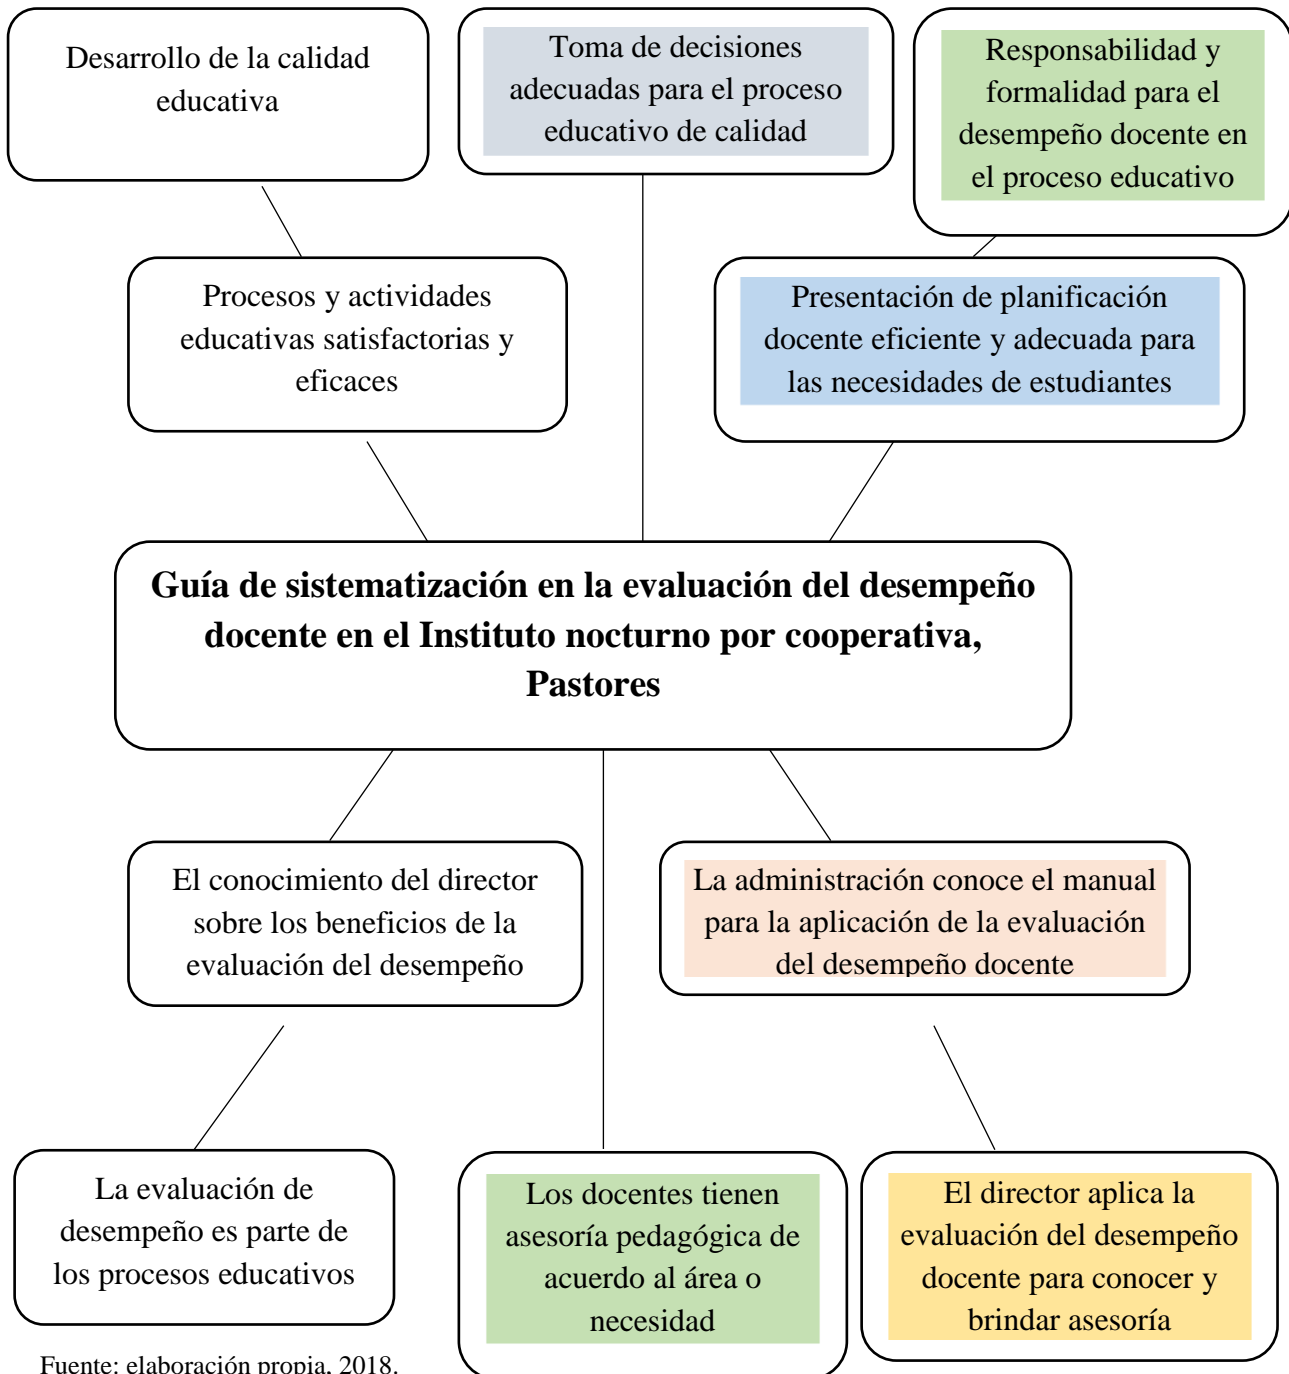 Desarrollo de la calidad
educativa
Toma de decisiones
adecuadas para el proceso
educativo de calidad
Responsabilidad y
formalidad para el
desempeño docente en
el proceso educativo
Procesos y actividades
educativas satisfactorias y
eficaces
Presentación de planificación
docente eficiente y adecuada para
las necesidades de estudiantes
Guía de sistematización en la evaluación del desempeño
docente en el Instituto nocturno por cooperativa,
Pastores
El conocimiento del director
sobre los beneficios de la
evaluación del desempeño
La administración conoce el manual
para la aplicación de la evaluación
del desempeño docente
La evaluación de
desempeño es parte de
los procesos educativos
Los docentes tienen
asesoría pedagógica de
acuerdo al área o
necesidad
El director aplica la
evaluación del desempeño
docente para conocer y
brindar asesoría
Fuente: elaboración propia, 2018.